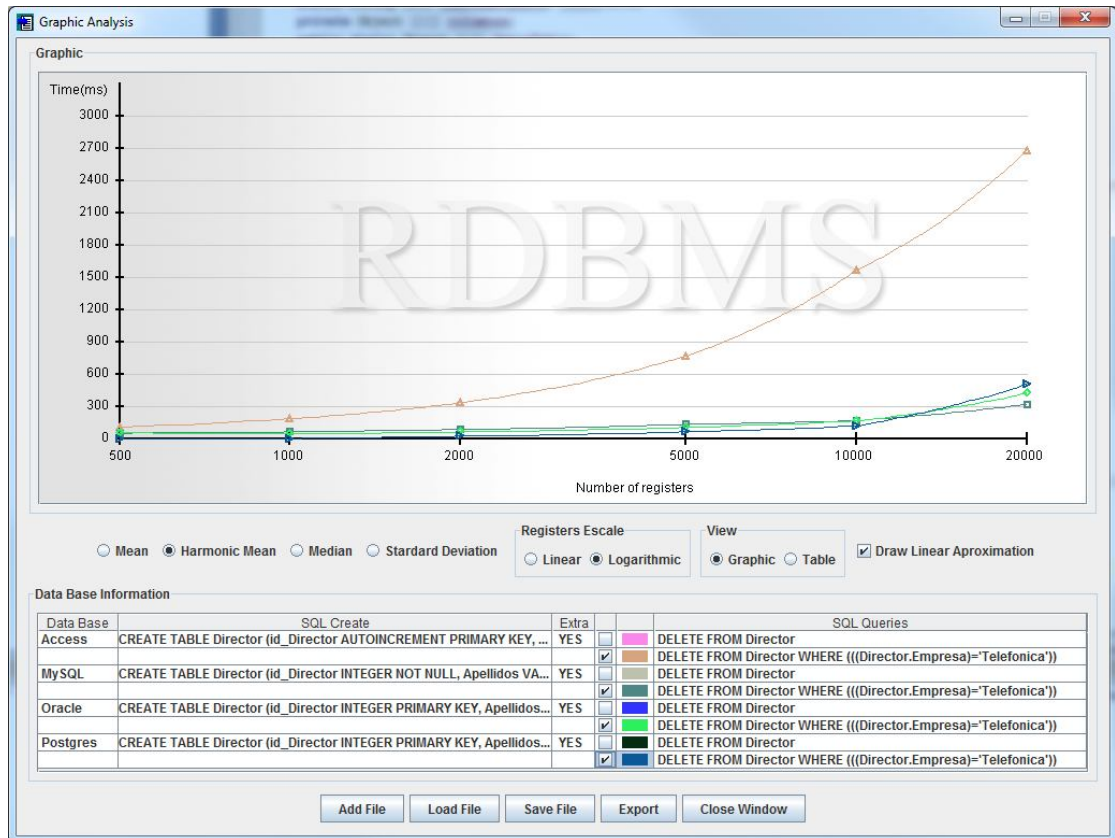 Graphic Analysis
Graphic
Time(ms)
3000
2700
2400
2100
1800
1500
1200
900
600
300
0
RDBMS
500 1000 2000 5000 10000 20000
Number of registers
Mean Harmonic Mean Median Stardard Deviation
Registers Escale
Linear Logarithmic
View
Graphic Table
Draw Linear Aproximation
Data Base Information
Data Base SQL Create Extra SQL Queries
Access CREATE TABLE Director (id_Director AUTOINCREMENT PRIMARY KEY, ... YES DELETE FROM Director
DELETE FROM Director WHERE (((Director.Empresa)='Telefonica'))
MySQL CREATE TABLE Director (id_Director INTEGER NOT NULL, Apellidos VA... YES DELETE FROM Director
DELETE FROM Director WHERE (((Director.Empresa)='Telefonica'))
Oracle CREATE TABLE Director (id_Director INTEGER PRIMARY KEY, Apellidos... YES DELETE FROM Director
DELETE FROM Director WHERE (((Director.Empresa)='Telefonica'))
Postgres CREATE TABLE Director (id_Director INTEGER PRIMARY KEY, Apellidos... YES DELETE FROM Director
DELETE FROM Director WHERE (((Director.Empresa)='Telefonica'))
Add File Load File Save File Export Close Window